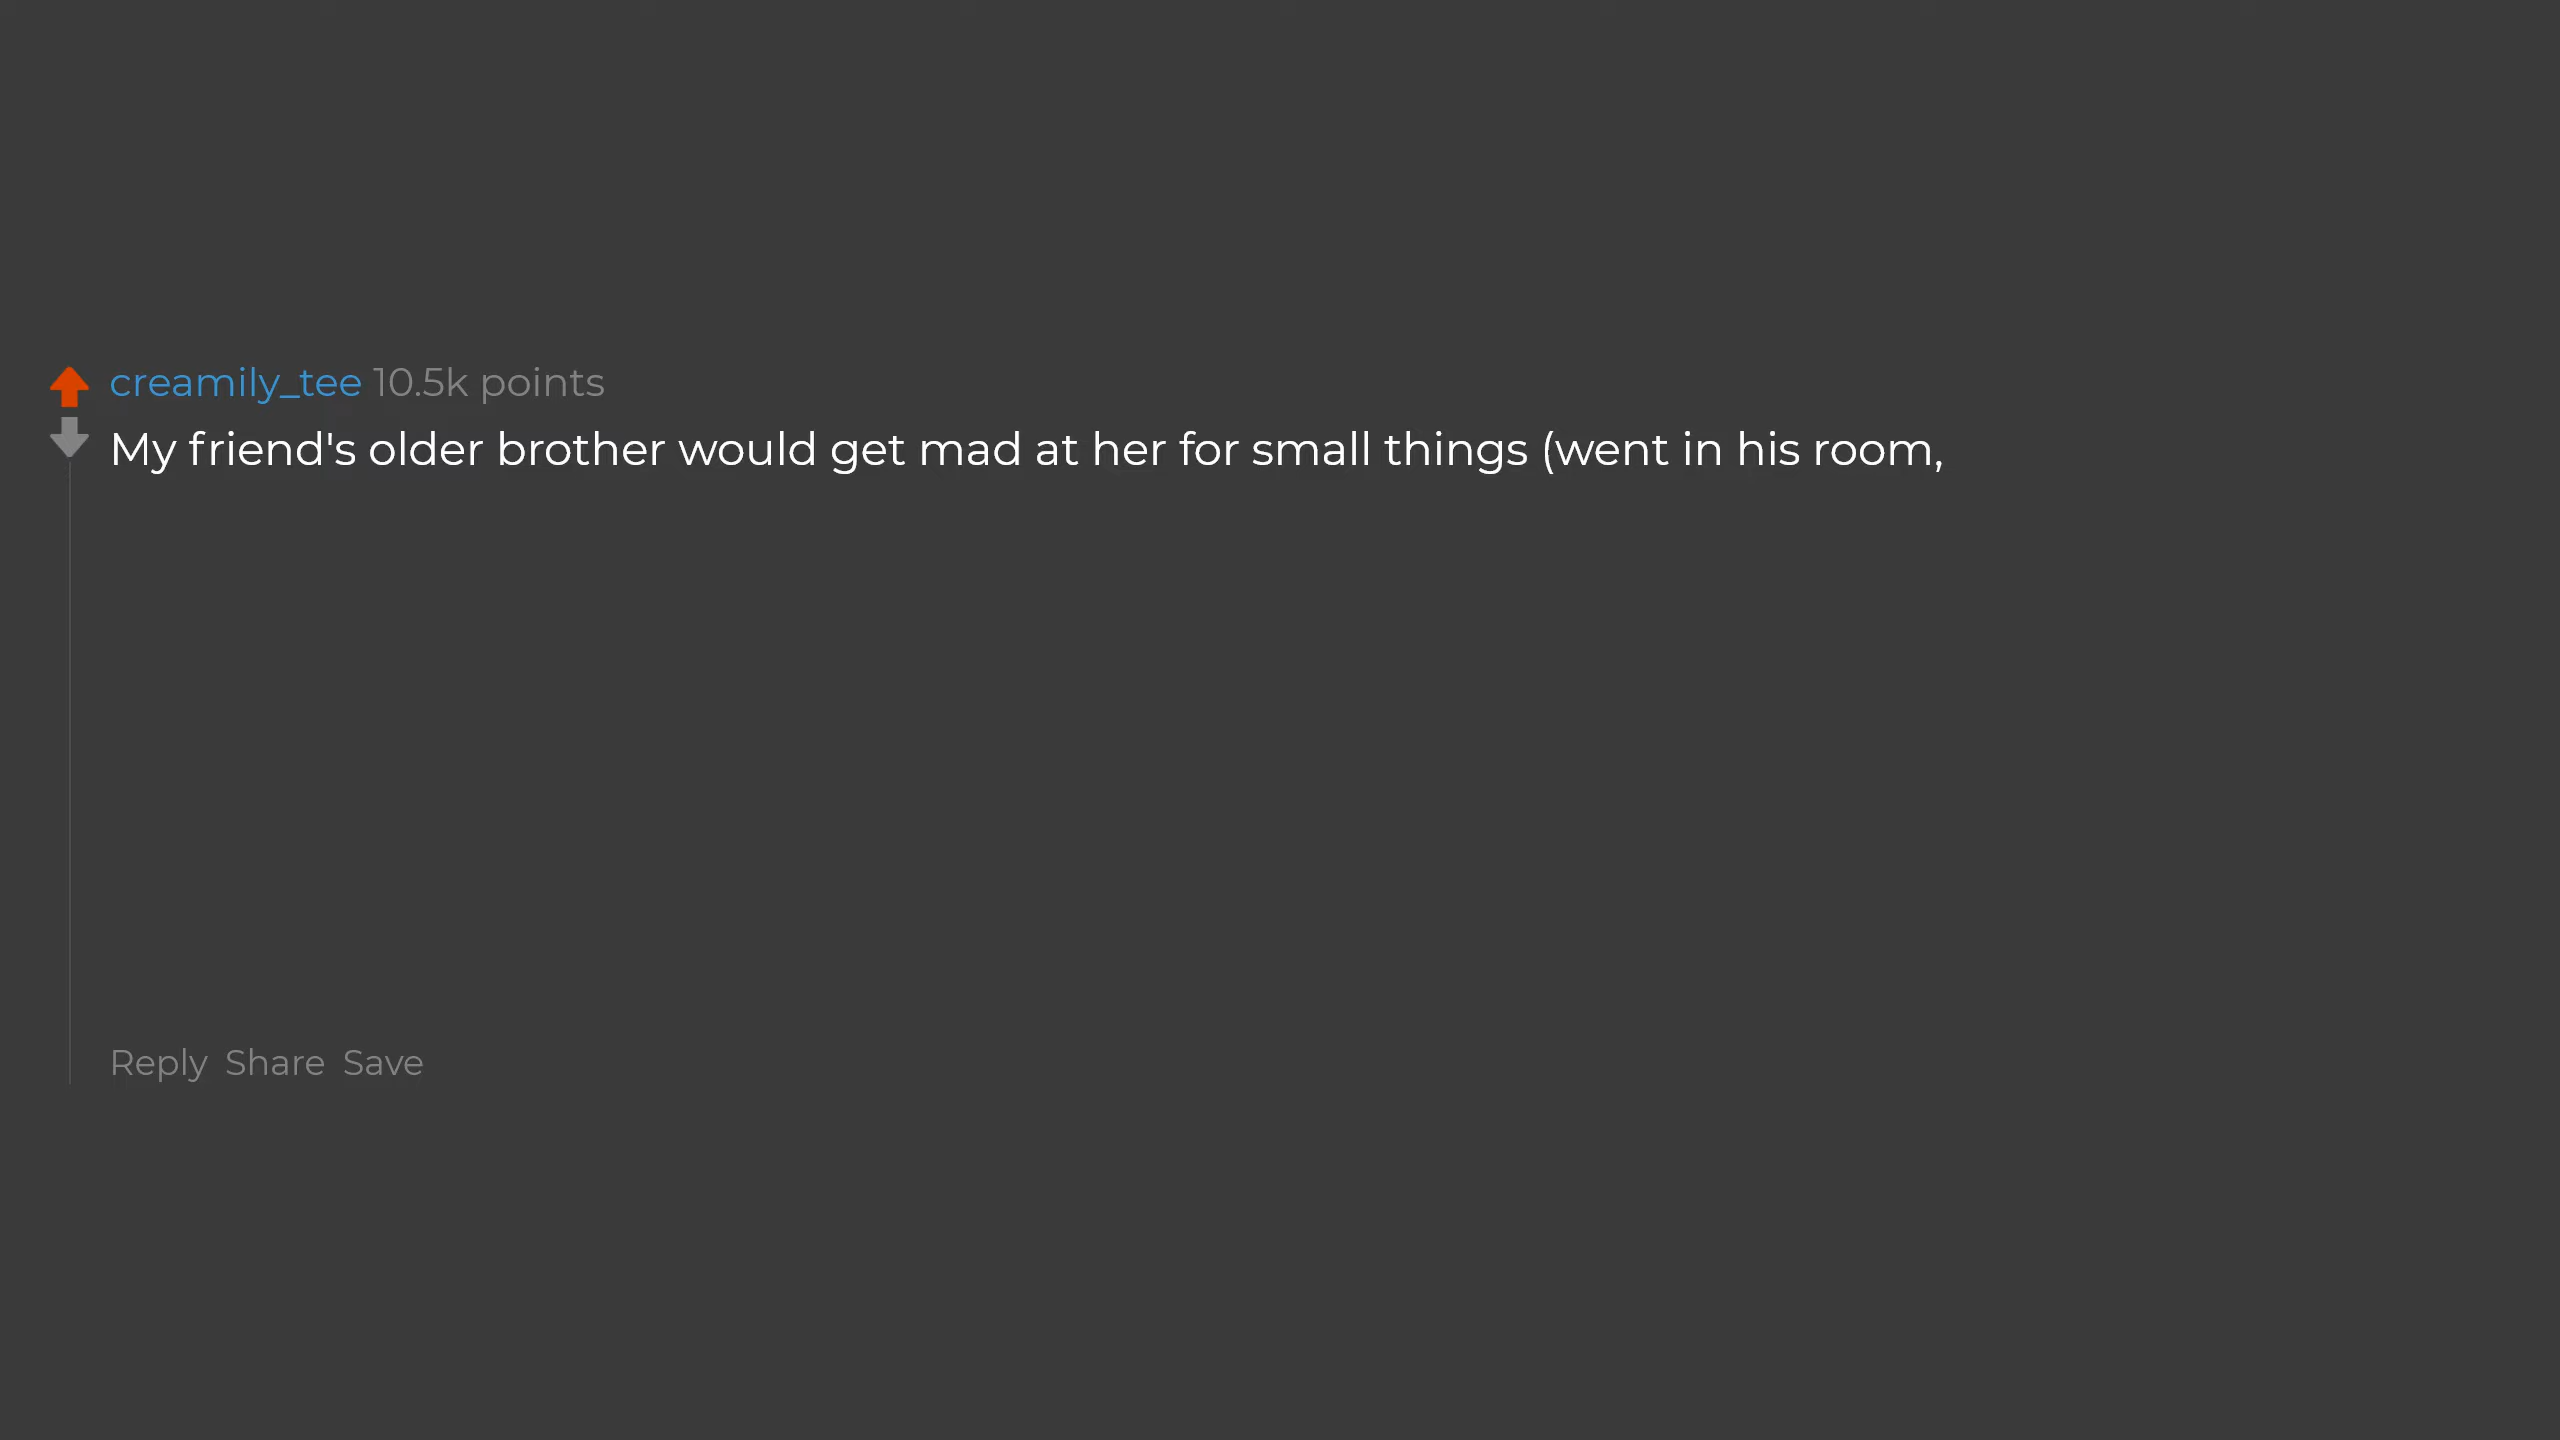 creamily_tee 10.5k points
My friend's older brother would get mad at her for small things (went in his room,
Reply Share Save